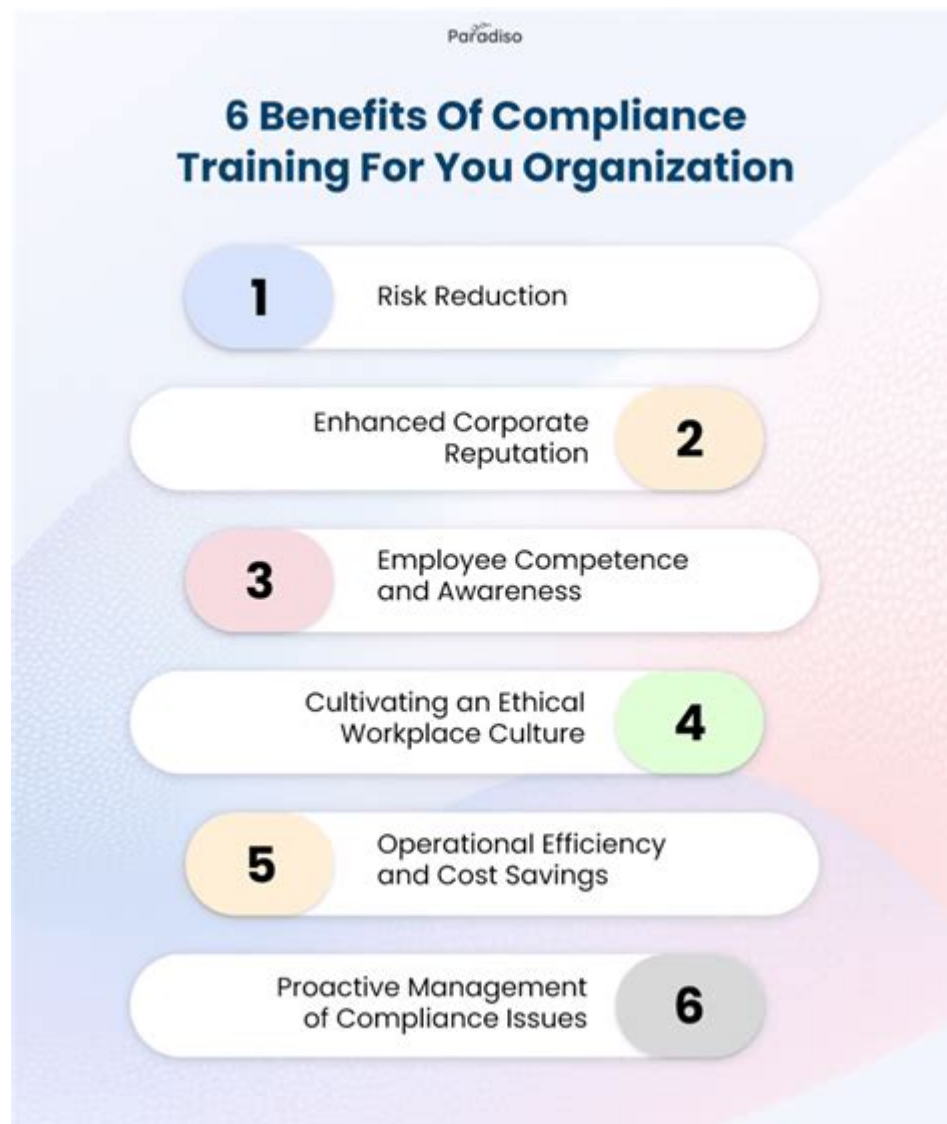 Paradiso
6 Benefits Of Compliance
Training For You Organization
1
Risk Reduction
Enhanced Corporate
Reputation
2
3
Employee Competence
and Awareness
Cultivating an Ethical
Workplace Culture
4
5
Operational Efficiency
and Cost Savings
Proactive Management
of Compliance Issues
6